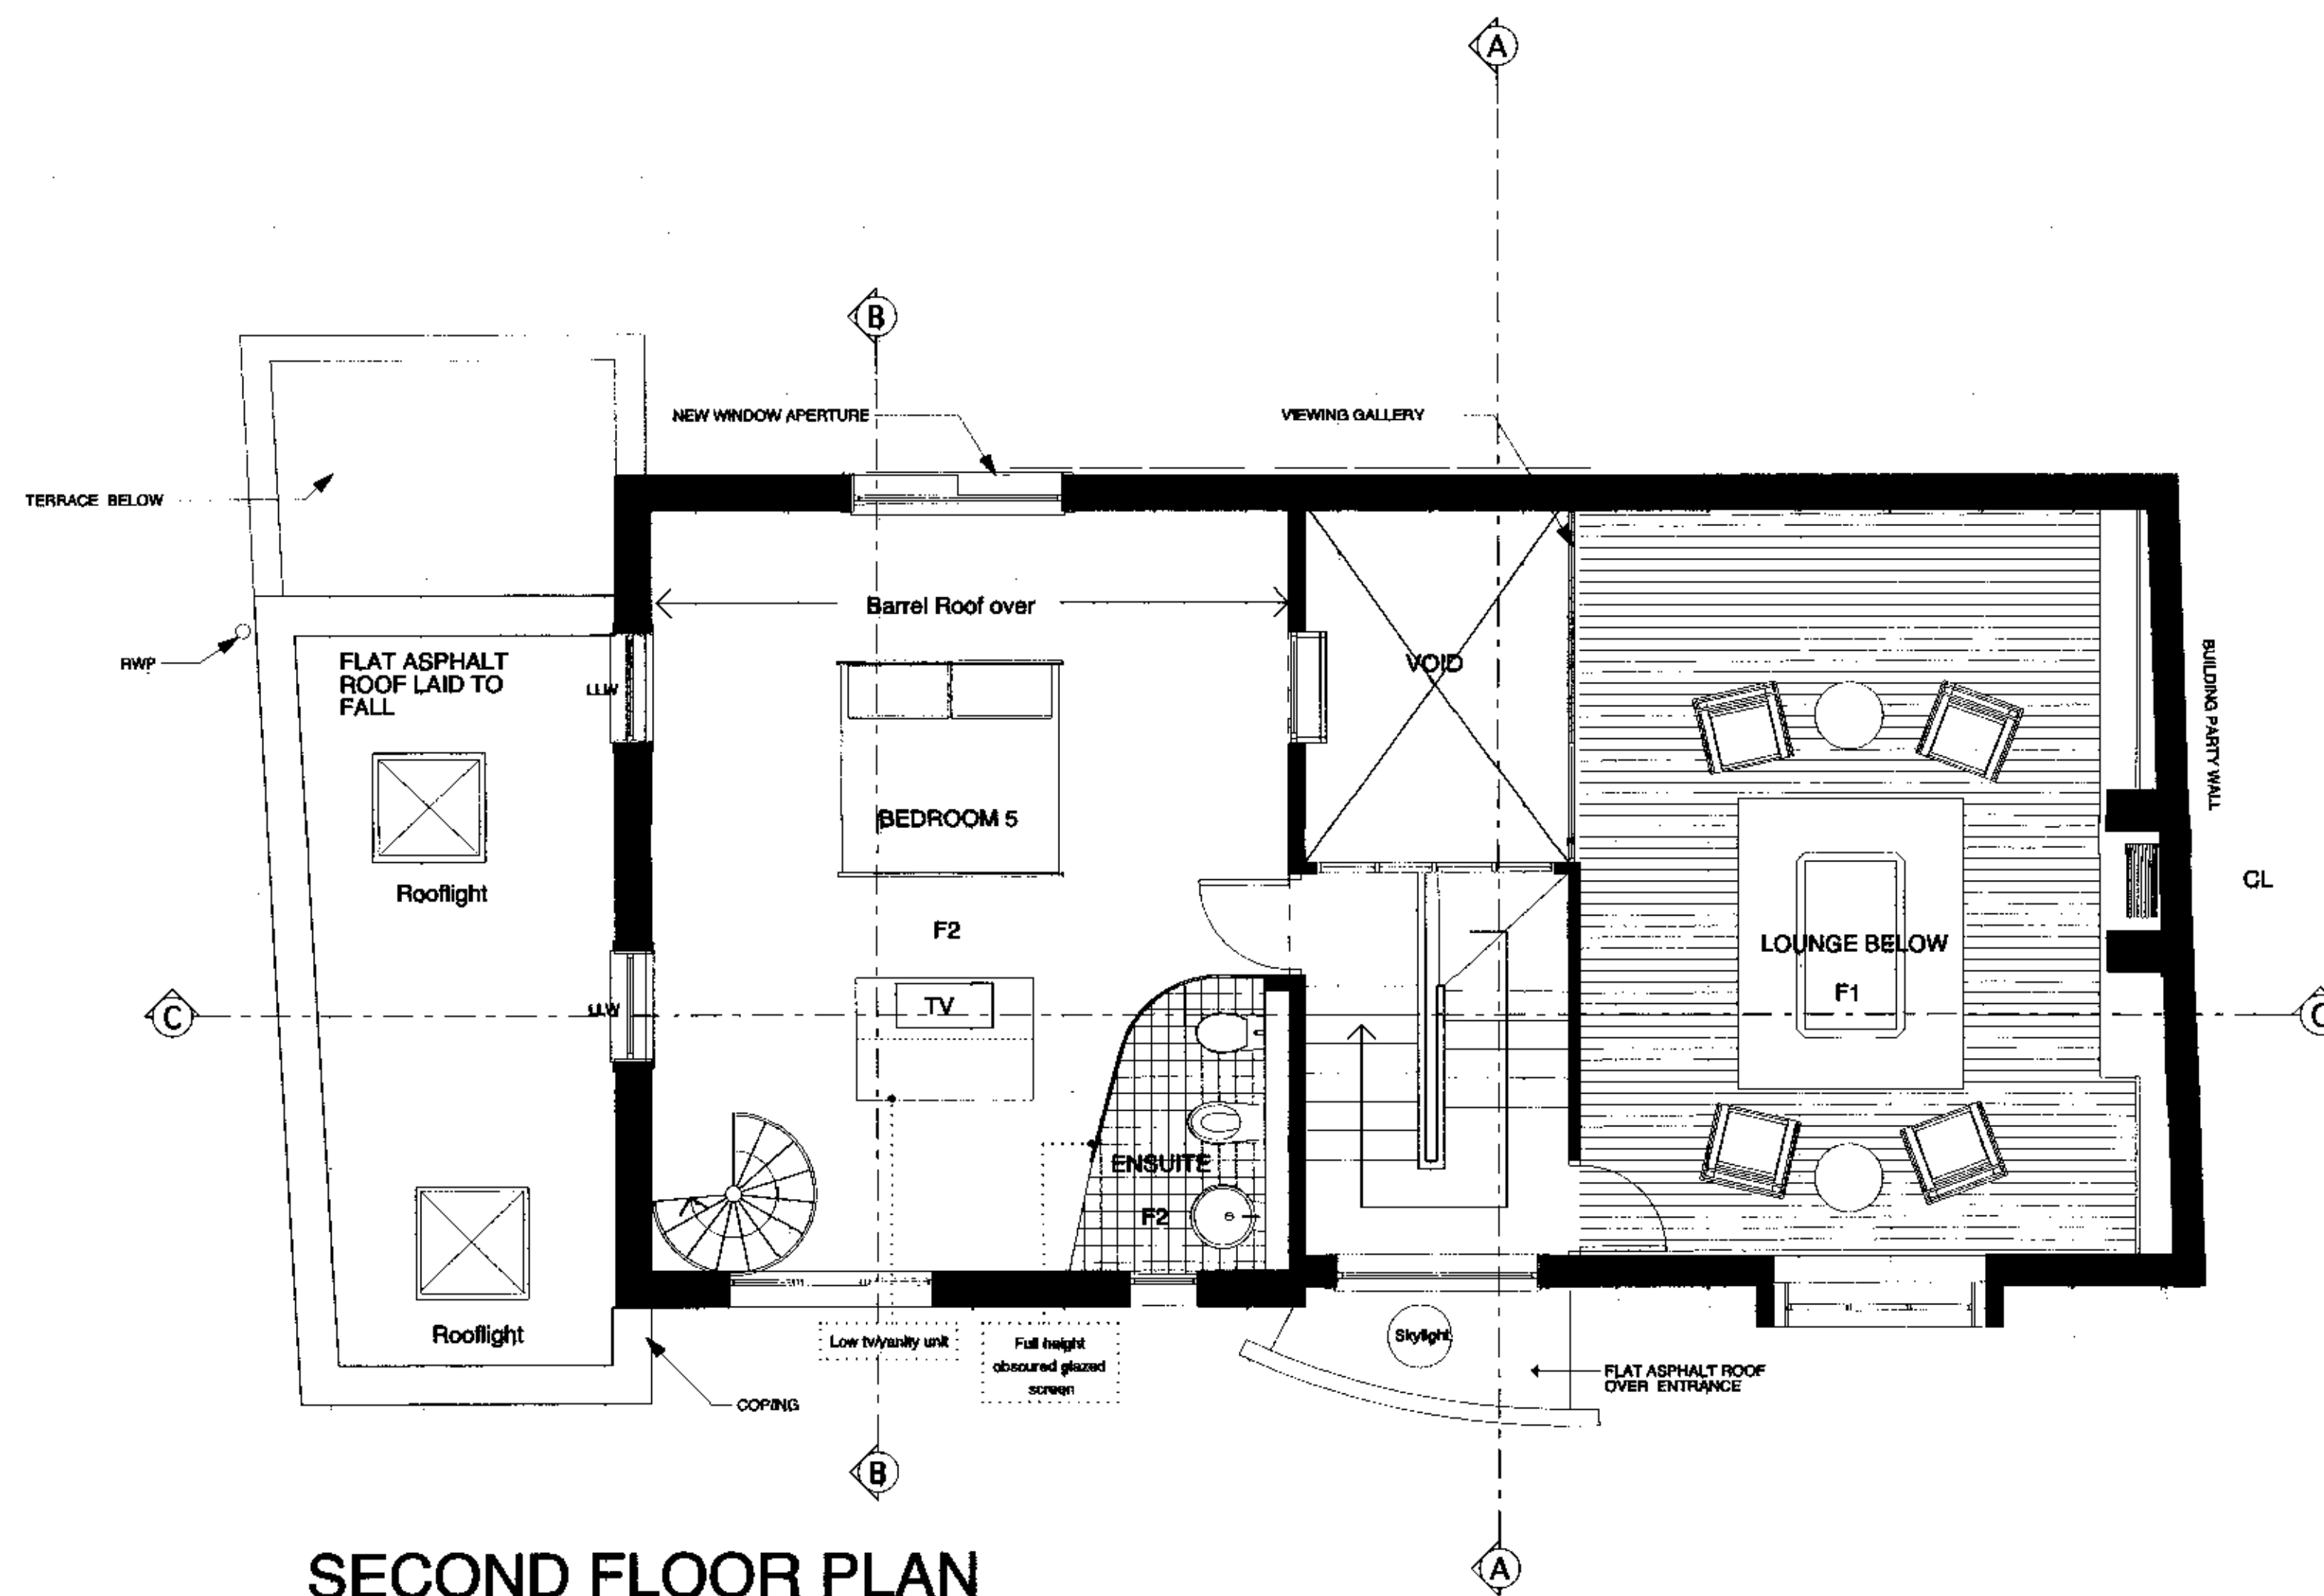 A
B
NEW WINDOW APERTURE
VIEWING GALLERY
TERRACE BELOW
Barrel Roof over
RWP
FLAT ASPHALT
ROOF LAID TO
FALL
LLW
VOID
BUILDING PARTY WALL
BEDROOM 5
Rooflight
CL
F2
LOUNGE BELOW
F1
TV
C
LLW
C
ENSUITE
F2
Rooflight
Low tv/vanity unit
Full height
obscured glazed
screen
Skylight
FLAT ASPHALT ROOF
OVER ENTRANCE
COPING
B
A
SECOND FLOOR PLAN